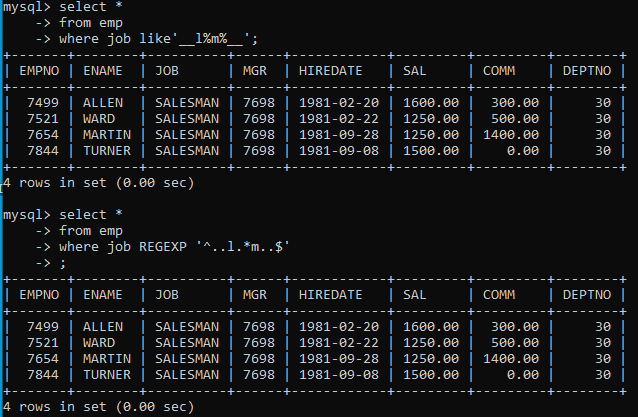 mysql> select *
    -> from emp
    -> where job like'__l%m%__';
+-------+--------+----------+------+------------+---------+---------+--------+
| EMPNO | ENAME  | JOB      | MGR  | HIREDATE   | SAL     | COMM    | DEPTNO |
+-------+--------+----------+------+------------+---------+---------+--------+
|  7499 | ALLEN  | SALESMAN | 7698 | 1981-02-20 | 1600.00 |  300.00 |     30 |
|  7521 | WARD   | SALESMAN | 7698 | 1981-02-22 | 1250.00 |  500.00 |     30 |
|  7654 | MARTIN | SALESMAN | 7698 | 1981-09-28 | 1250.00 | 1400.00 |     30 |
|  7844 | TURNER | SALESMAN | 7698 | 1981-09-08 | 1500.00 |    0.00 |     30 |
+-------+--------+----------+------+------------+---------+---------+--------+
4 rows in set (0.00 sec)
mysql> select *
    -> from emp
    -> where job REGEXP '^..l.*m..$'
    -> ;
+-------+--------+----------+------+------------+---------+---------+--------+
| EMPNO | ENAME  | JOB      | MGR  | HIREDATE   | SAL     | COMM    | DEPTNO |
+-------+--------+----------+------+------------+---------+---------+--------+
|  7499 | ALLEN  | SALESMAN | 7698 | 1981-02-20 | 1600.00 |  300.00 |     30 |
|  7521 | WARD   | SALESMAN | 7698 | 1981-02-22 | 1250.00 |  500.00 |     30 |
|  7654 | MARTIN | SALESMAN | 7698 | 1981-09-28 | 1250.00 | 1400.00 |     30 |
|  7844 | TURNER | SALESMAN | 7698 | 1981-09-08 | 1500.00 |    0.00 |     30 |
+-------+--------+----------+------+------------+---------+---------+--------+
4 rows in set (0.00 sec)